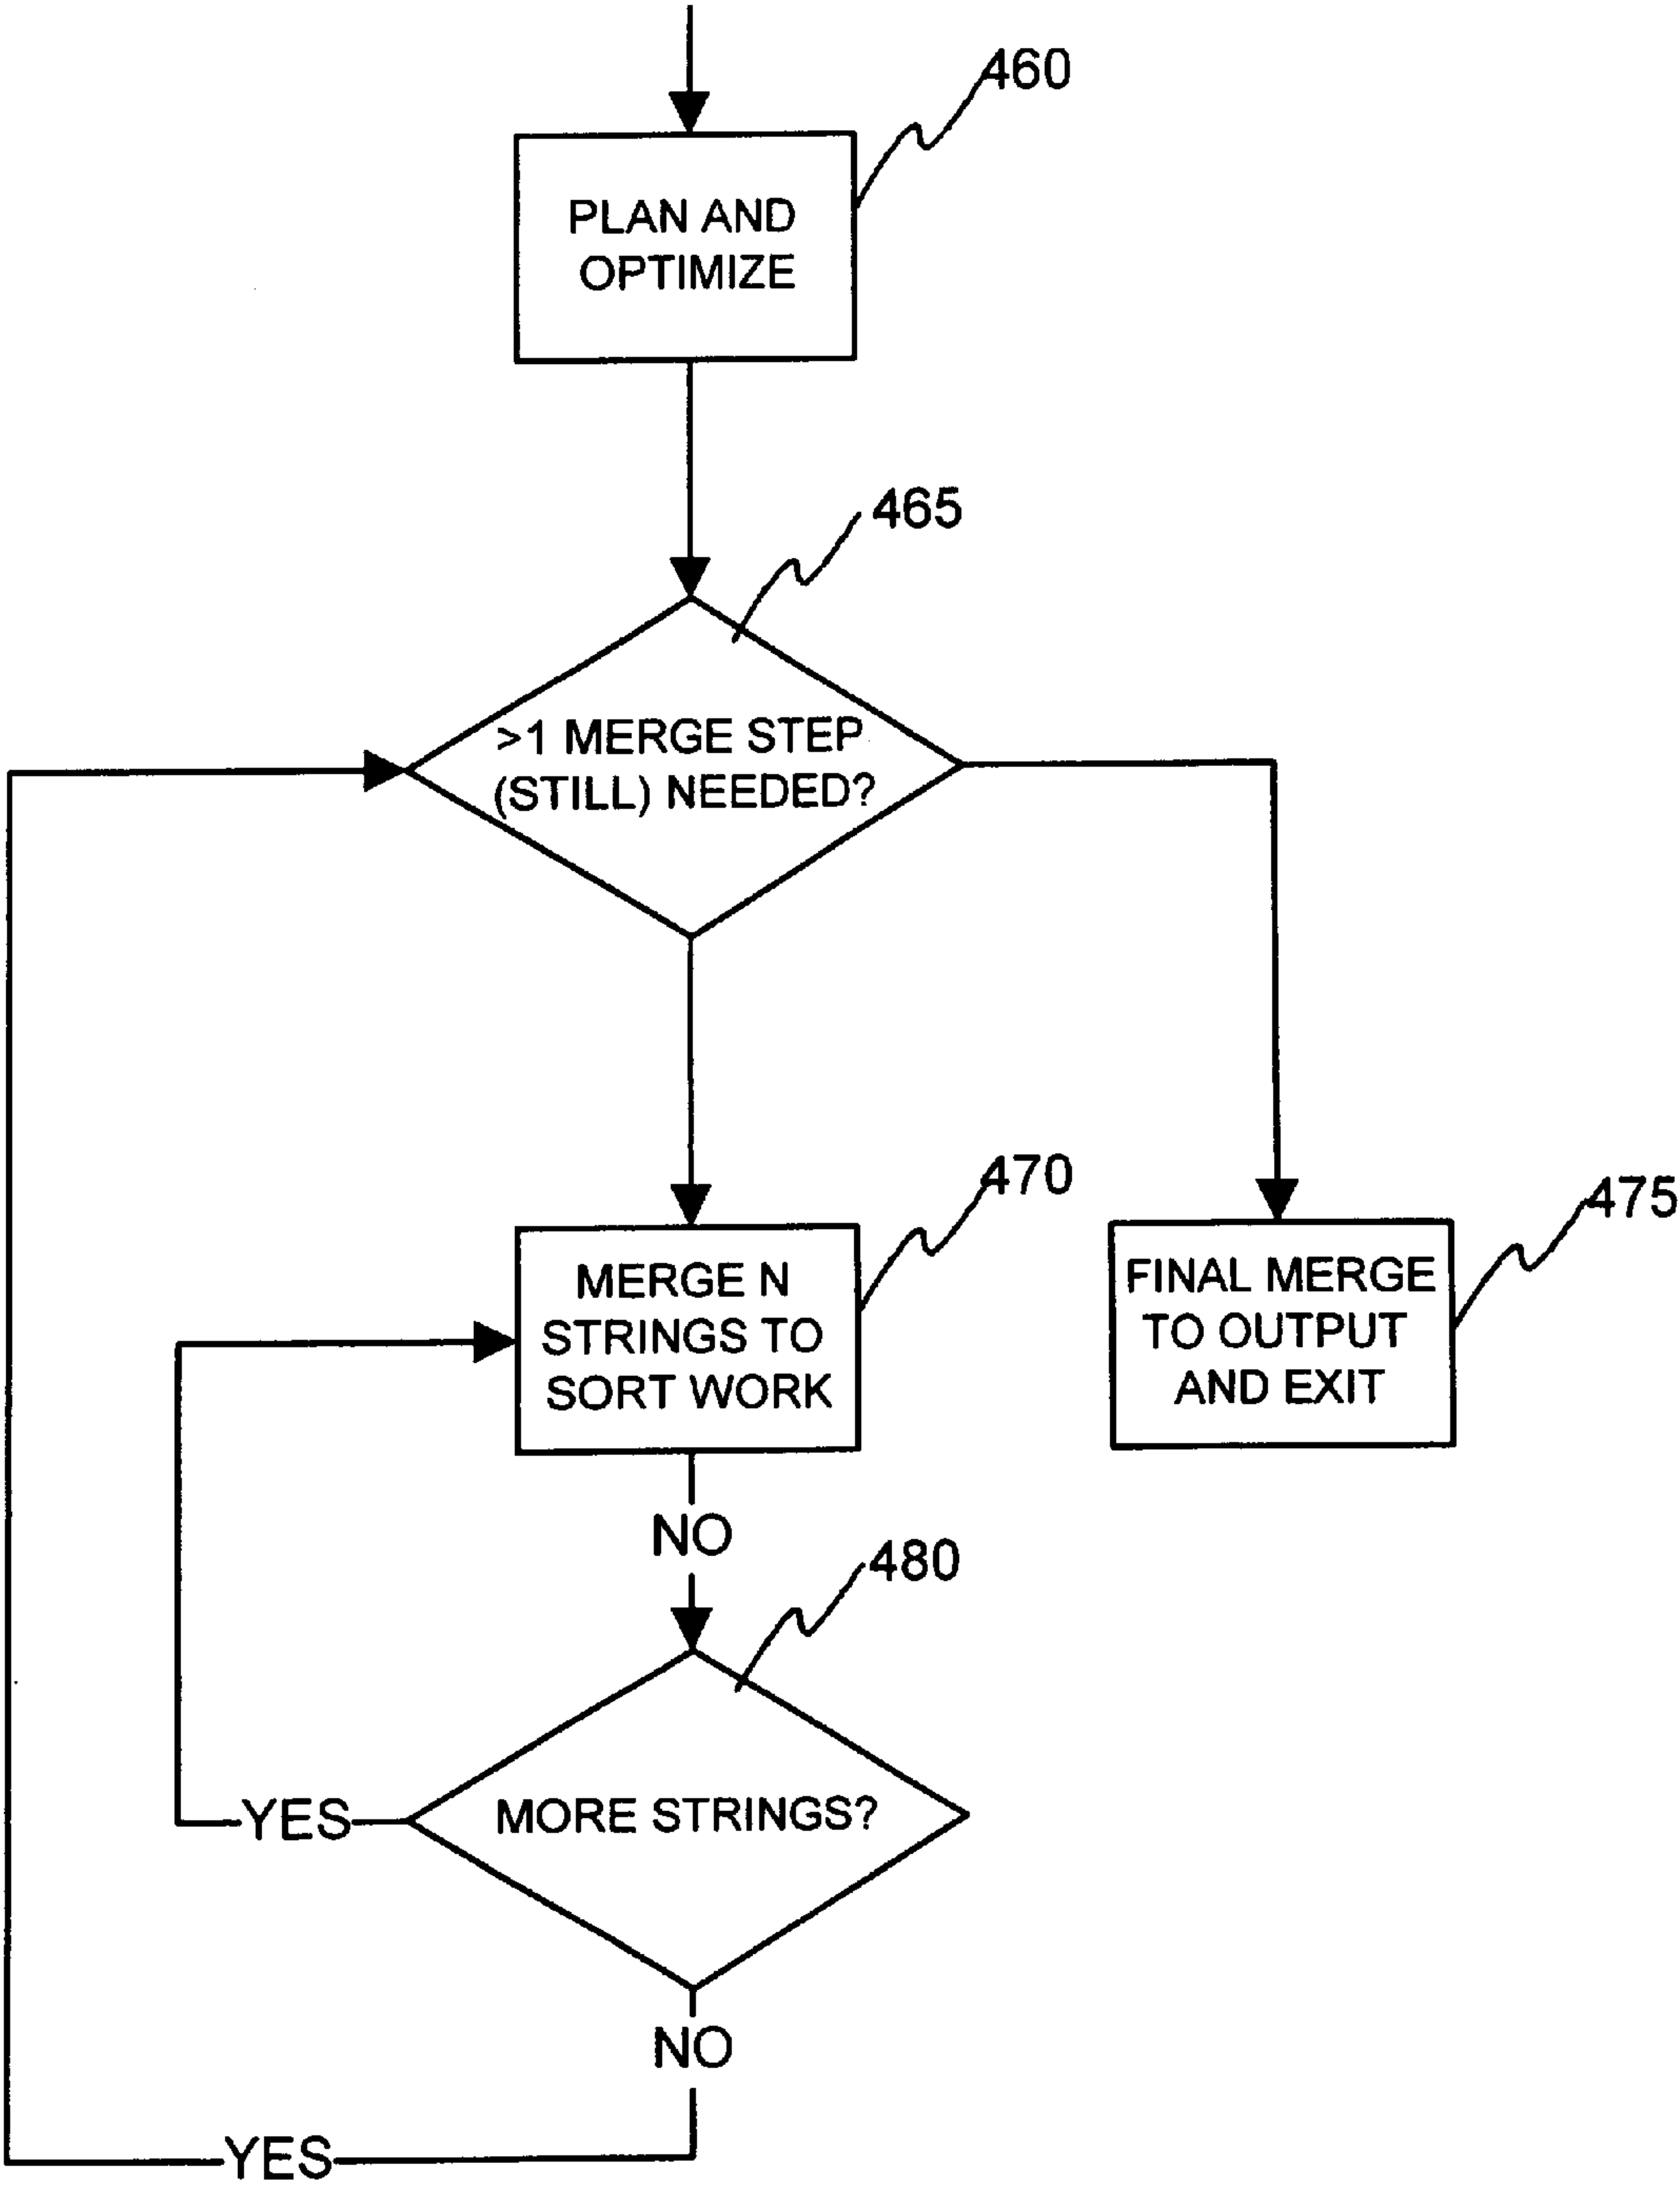 460
PLAN AND
OPTIMIZE
465
>1 MERGE STEP
(STILL) NEEDED?
470
475
MERGE N
STRINGS TO
SORT WORK
FINAL MERGE
TO OUTPUT
AND EXIT
NO
480
MORE STRINGS?
YES
NO
YES